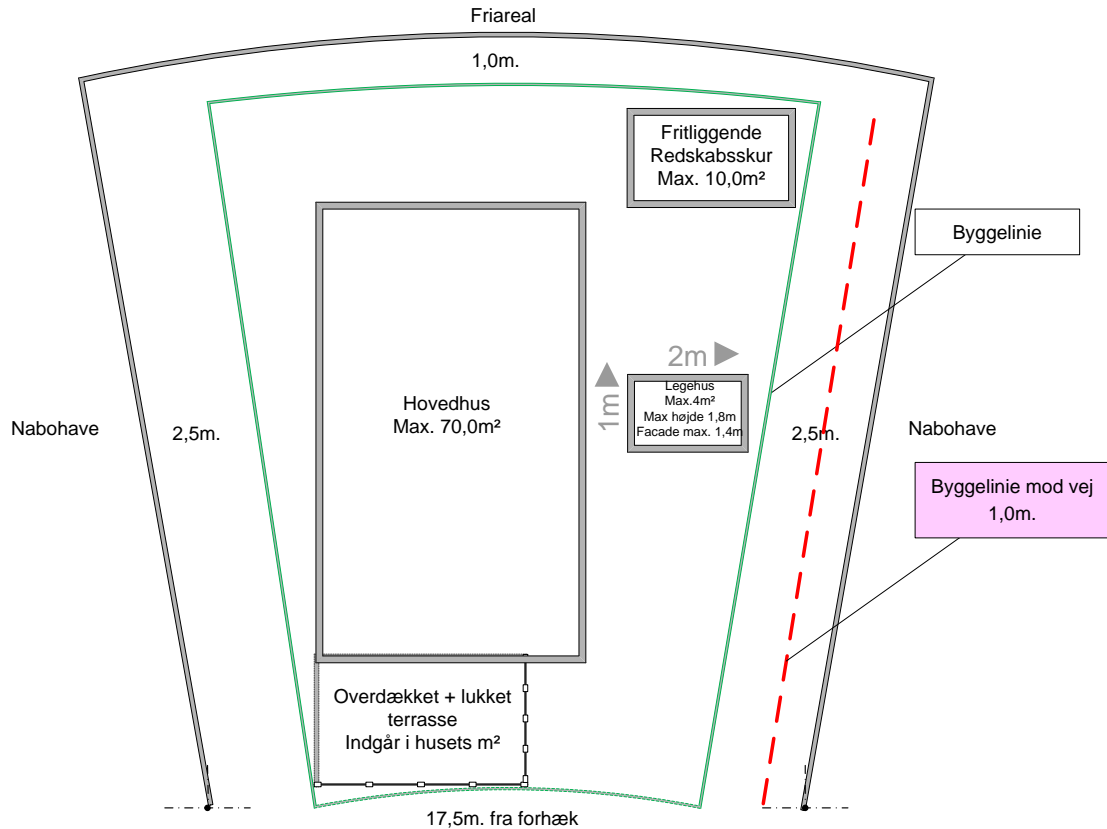 Friareal
1,0m.
Fritliggende
Redskabsskur
Max. 10,0m²
Byggelinie
2m
1m
Legehus
Max.4m²
Max højde 1,8m
Facade max. 1,4m
Hovedhus
Max. 70,0m²
Nabohave
2,5m.
2,5m.
Nabohave
Byggelinie mod vej
1,0m.
Overdækket + lukket
terrasse
Indgår i husets m²
17,5m. fra forhæk